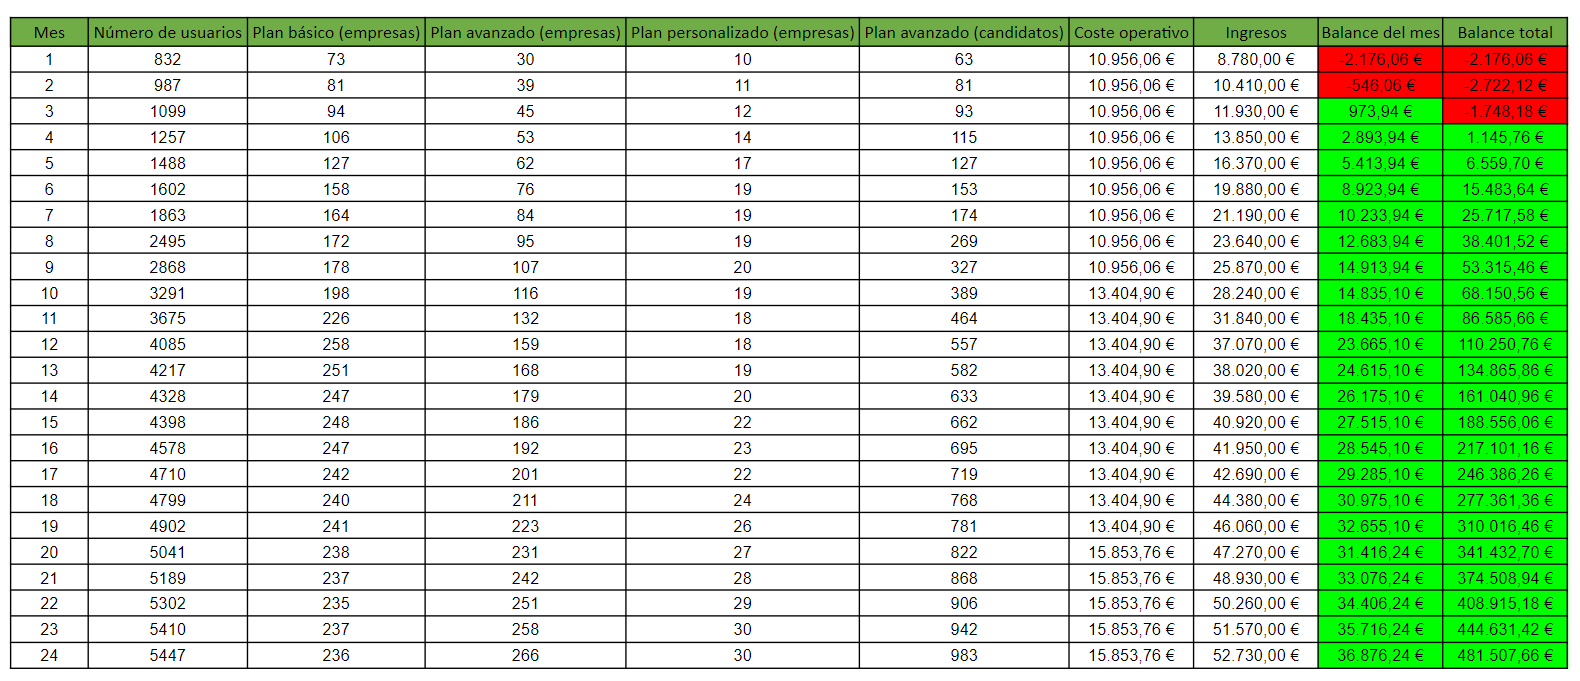 Mes Número de usuarios Plan básico (empresas) Plan avanzado (empresas) Plan personalizado (empresas) Plan avanzado (candidatos) Coste operativo Ingresos Balance del mes Balance total
1 832 73 30 10 63 10.956,06 € 8.780,00 € -2.176,06 € -2.176,06 €
2 987 81 39 11 81 10.956,06 € 10.410,00 € -546,06 € -2.722,12 €
3 1099 94 45 12 93 10.956,06 € 11.930,00 € 973,94 € -1.748,18 €
4 1257 106 53 14 115 10.956,06 € 13.850,00 € 2.893,94 € 1.145,76 €
5 1488 127 62 17 127 10.956,06 € 16.370,00 € 5.413,94 € 6.559,70 €
6 1602 158 76 19 153 10.956,06 € 19.880,00 € 8.923,94 € 15.483,64 €
7 1863 164 84 19 174 10.956,06 € 21.190,00 € 10.233,94 € 25.717,58 €
8 2495 172 95 19 269 10.956,06 € 23.640,00 € 12.683,94 € 38.401,52 €
9 2868 178 107 20 327 10.956,06 € 25.870,00 € 14.913,94 € 53.315,46 €
10 3291 198 116 19 389 13.404,90 € 28.240,00 € 14.835,10 € 68.150,56 €
11 3675 226 132 18 464 13.404,90 € 31.840,00 € 18.435,10 € 86.585,66 €
12 4085 258 159 18 557 13.404,90 € 37.070,00 € 23.665,10 € 110.250,76 €
13 4217 251 168 19 582 13.404,90 € 38.020,00 € 24.615,10 € 134.865,86 €
14 4328 247 179 20 633 13.404,90 € 39.580,00 € 26.175,10 € 161.040,96 €
15 4398 248 186 22 662 13.404,90 € 40.920,00 € 27.515,10 € 188.556,06 €
16 4578 247 192 23 695 13.404,90 € 41.950,00 € 28.545,10 € 217.101,16 €
17 4710 242 201 22 719 13.404,90 € 42.690,00 € 29.285,10 € 246.386,26 €
18 4799 240 211 24 768 13.404,90 € 44.380,00 € 30.975,10 € 277.361,36 €
19 4902 241 223 26 781 13.404,90 € 46.060,00 € 32.655,10 € 310.016,46 €
20 5041 238 231 27 822 15.853,76 € 47.270,00 € 31.416,24 € 341.432,70 €
21 5189 237 242 28 868 15.853,76 € 48.930,00 € 33.076,24 € 374.508,94 €
22 5302 235 251 29 906 15.853,76 € 50.260,00 € 34.406,24 € 408.915,18 €
23 5410 237 258 30 942 15.853,76 € 51.570,00 € 35.716,24 € 444.631,42 €
24 5447 236 266 30 983 15.853,76 € 52.730,00 € 36.876,24 € 481.507,66 €